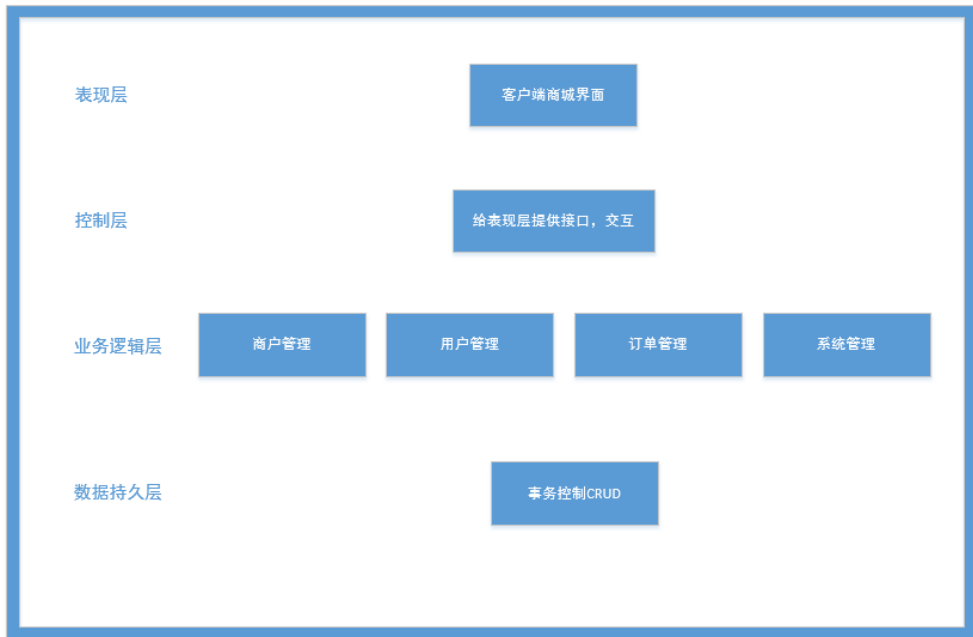 表现层
客户端商城界面
控制层
给表现层提供接口，交互
业务逻辑层
商户管理
用户管理
订单管理
系统管理
数据持久层
事务控制CRUD